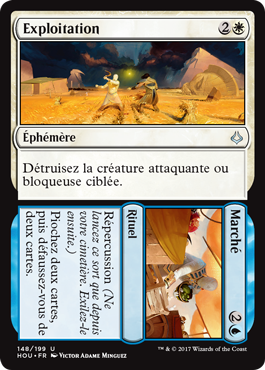 Exploitation 2
Éphémère
Détruisez la créature attaquante ou
bloqueuse ciblée.
Marché 2
Rituel
Répercussion (Ne
lancez ce sort que depuis
votre cimetière. Exilez-le
ensuite.)
Piochez deux cartes,
puis défaussez-vous de
deux cartes.
148/199 U
HOU • FR VICTOR ADAME MINGUEZ
™ & © 2017 Wizards of the Coast